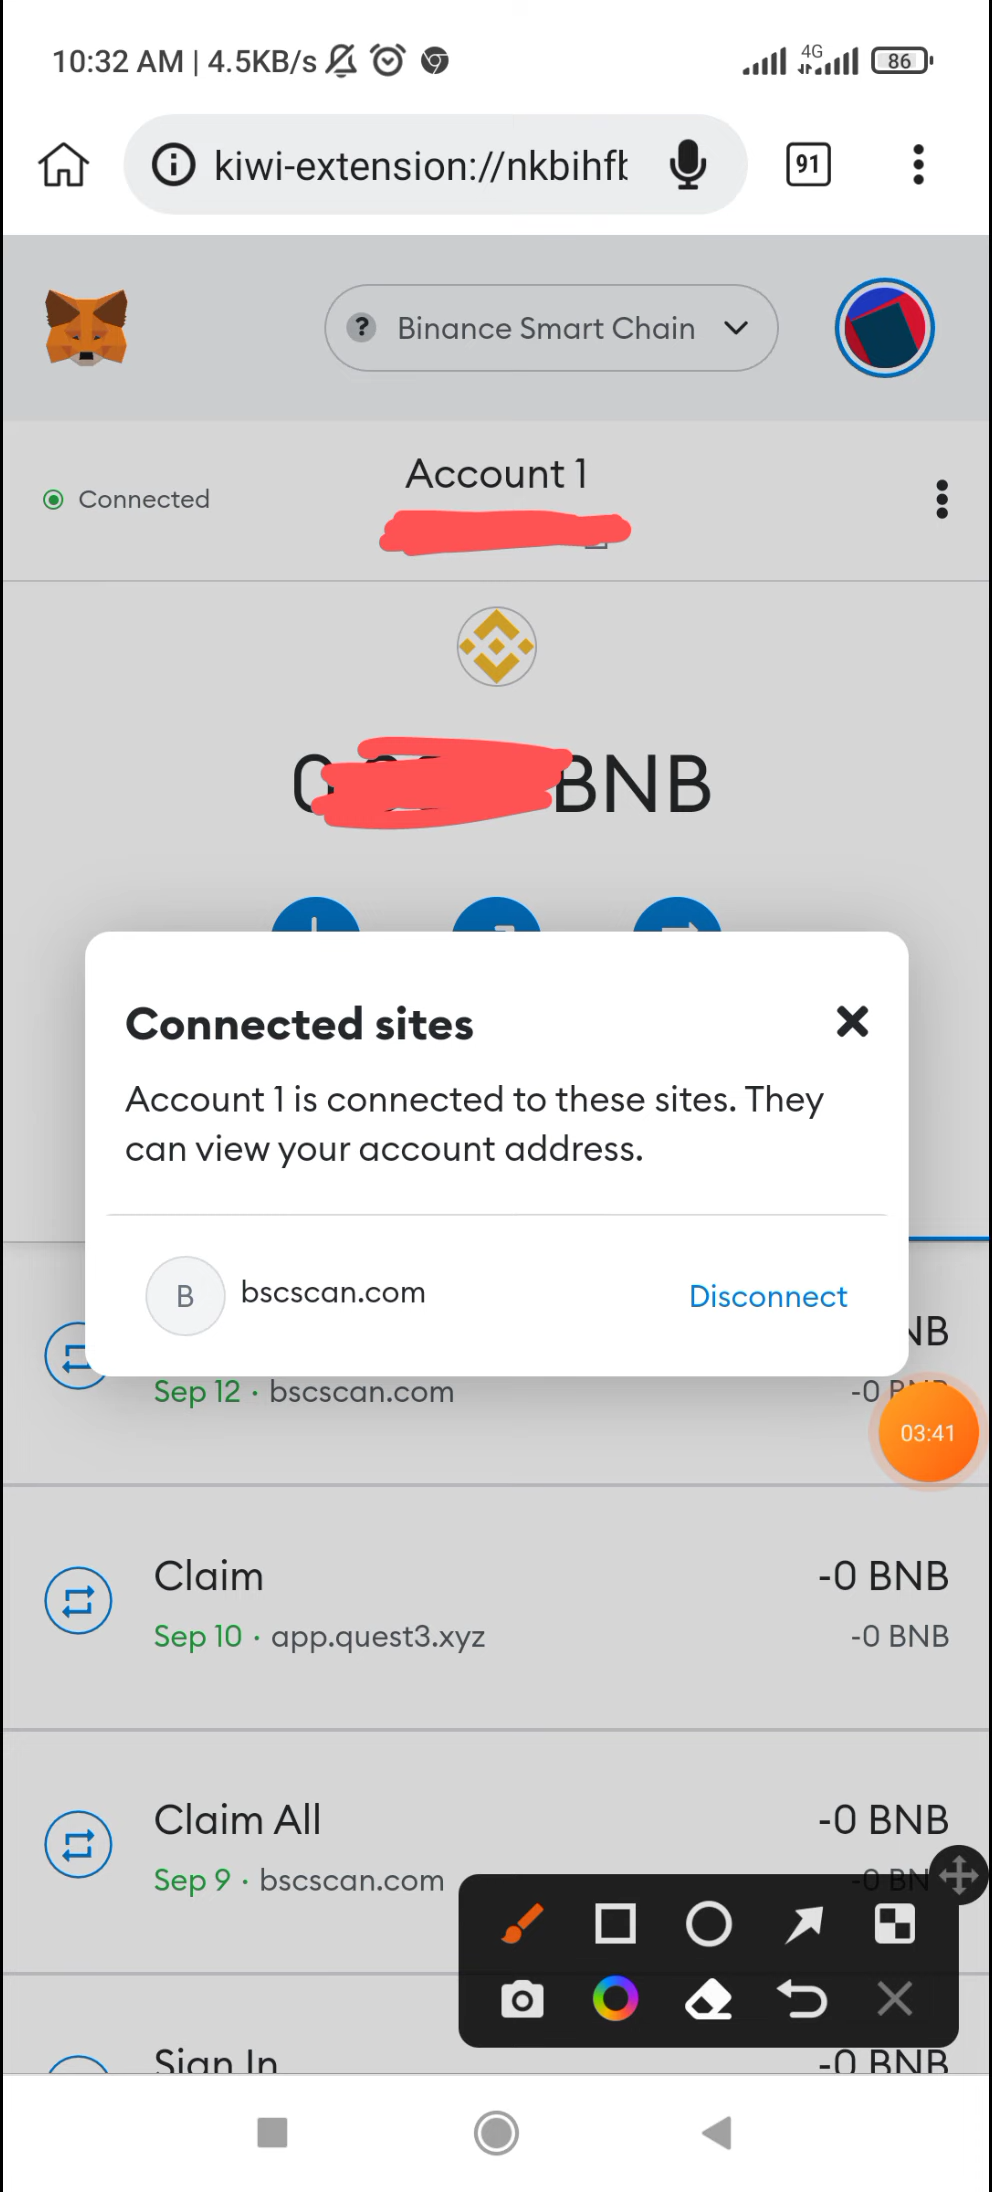 10:32 AM | 4.5KB/s
4G
86
kiwi-extension://nkbihfb
91
? Binance Smart Chain
Connected
Account 1
BNB
Connected sites
Account 1 is connected to these sites. They
can view your account address.
B bscscan.com Disconnect
Sep 12 · bscscan.com
03:41
Claim -0 BNB
Sep 10 · app.quest3.xyz -0 BNB
Claim All -0 BNB
Sep 9 · bscscan.com -0 BN
Sign In -0 BNB